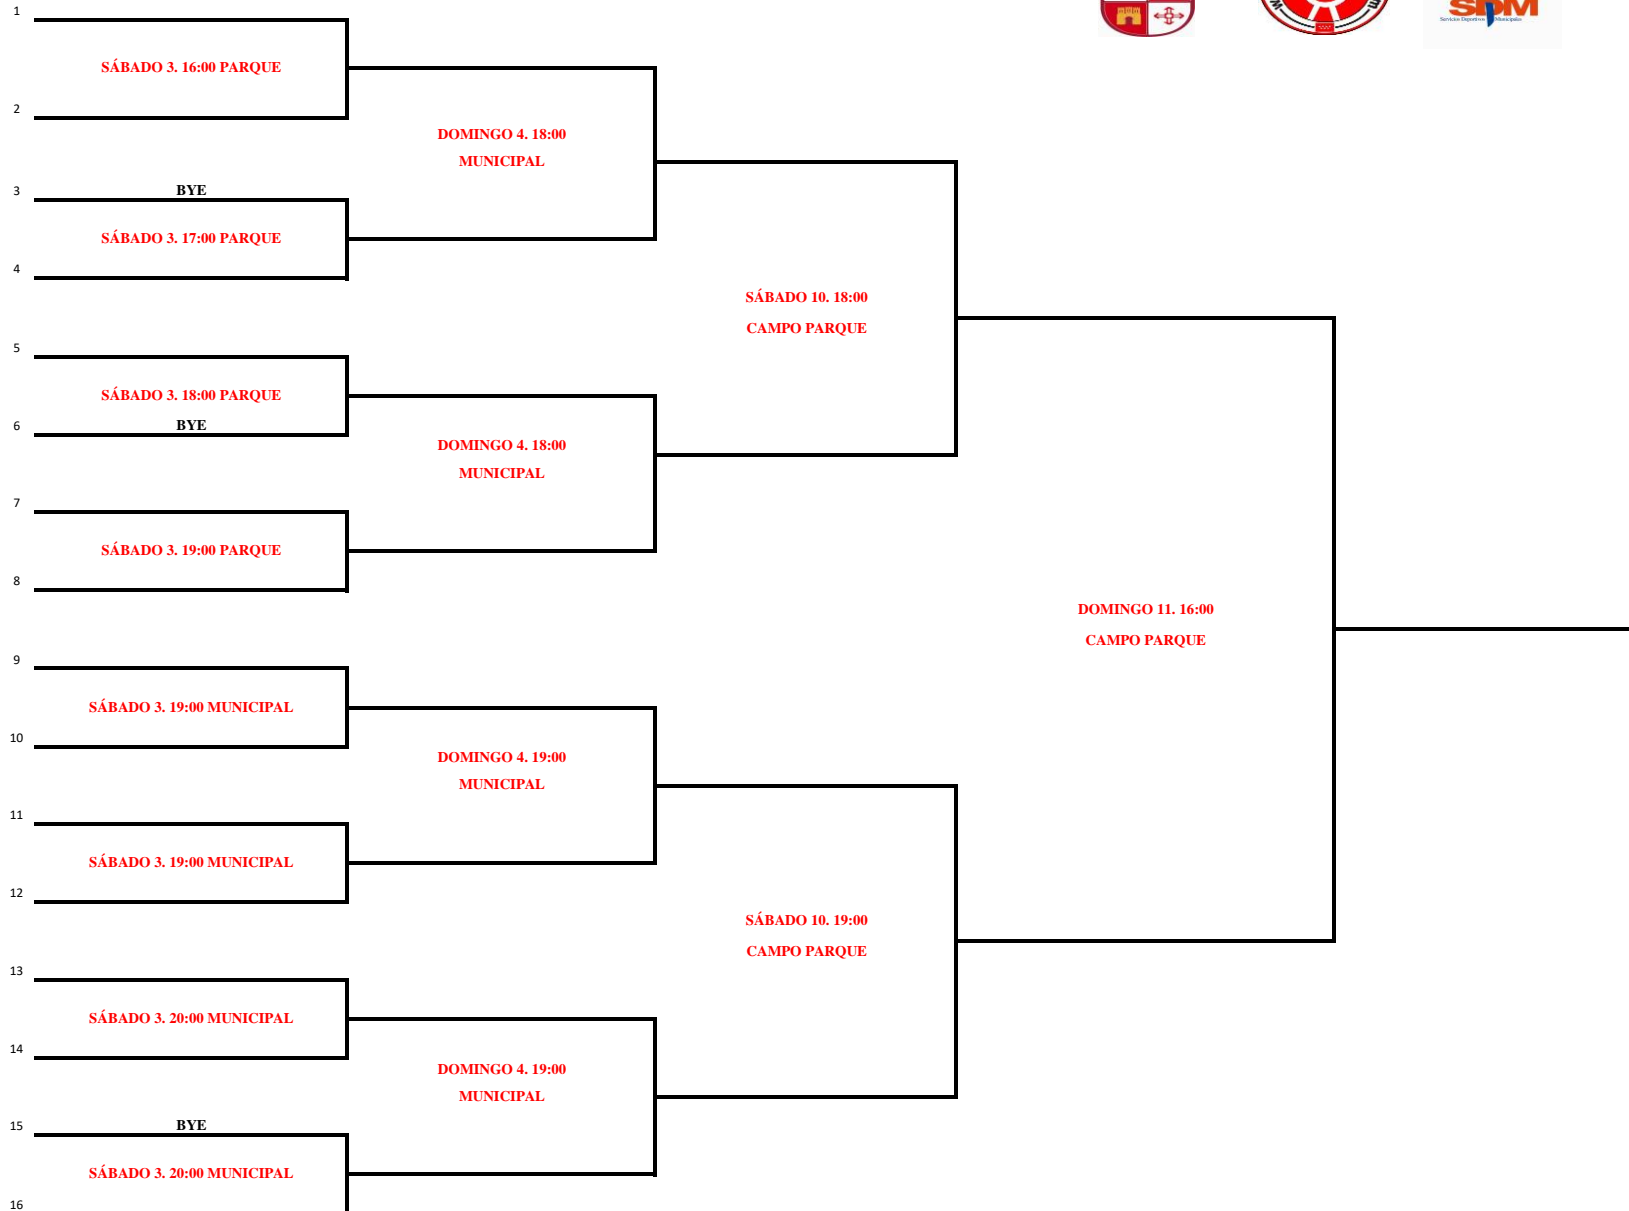 1
SÁBADO 3. 16:00 PARQUE
2
DOMINGO 4. 18:00
MUNICIPAL
3
BYE
SÁBADO 3. 17:00 PARQUE
4
SÁBADO 10. 18:00
CAMPO PARQUE
5
SÁBADO 3. 18:00 PARQUE
6
BYE
DOMINGO 4. 18:00
MUNICIPAL
7
SÁBADO 3. 19:00 PARQUE
8
DOMINGO 11. 16:00
CAMPO PARQUE
9
SÁBADO 3. 19:00 MUNICIPAL
10
DOMINGO 4. 19:00
MUNICIPAL
11
SÁBADO 3. 19:00 MUNICIPAL
12
SÁBADO 10. 19:00
CAMPO PARQUE
13
SÁBADO 3. 20:00 MUNICIPAL
14
DOMINGO 4. 19:00
MUNICIPAL
15
BYE
SÁBADO 3. 20:00 MUNICIPAL
16
SDM
Servicios Deportivos Municipales